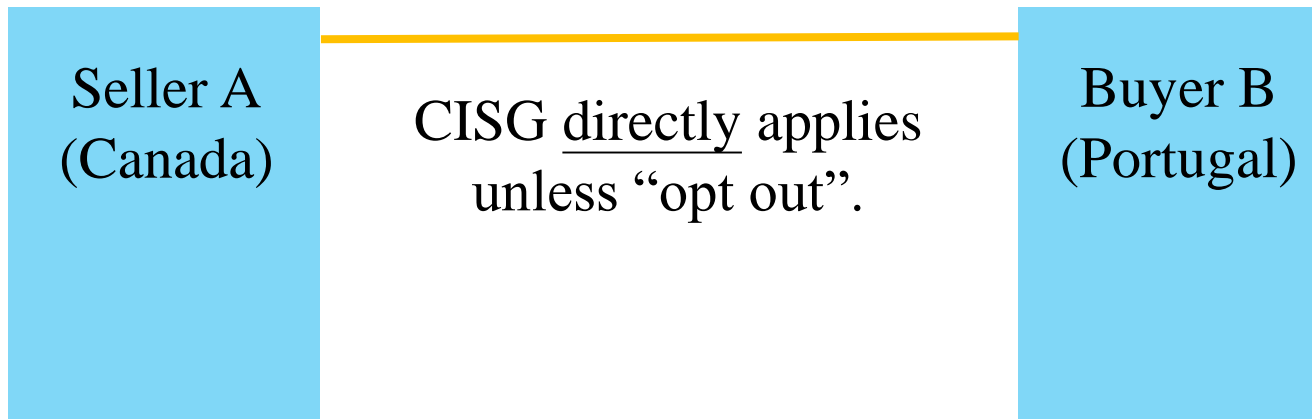 Seller A
(Canada)
CISG directly applies
unless “opt out”.
Buyer B
(Portugal)